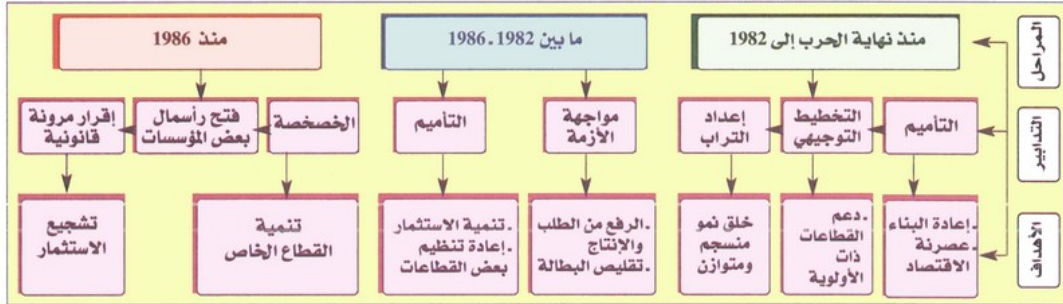 المراحل
منذ نهاية الحرب إلى 1982
ما بين 1982 . 1986
منذ 1986
التدابير
التأميم
التخطيط
التوجيهي
إعداد
التراب
مواجهة
الأزمة
التأميم
الخصخصة
فتح رأسمال
بعض المؤسسات
إقرار مرونة
قانونية
الأهداف
.إعادة البناء
.عصرنة
الاقتصاد
.دعم
القطاعات
ذات
الأولوية
خلق نمو
منسجم
ومتوازن
.الرفع من الطلب
والإنتاج
.تقليص البطالة
.تنمية الاستثمار
.إعادة تنظيم
بعض القطاعات
تنمية
القطاع الخاص
تشجيع
الاستثمار